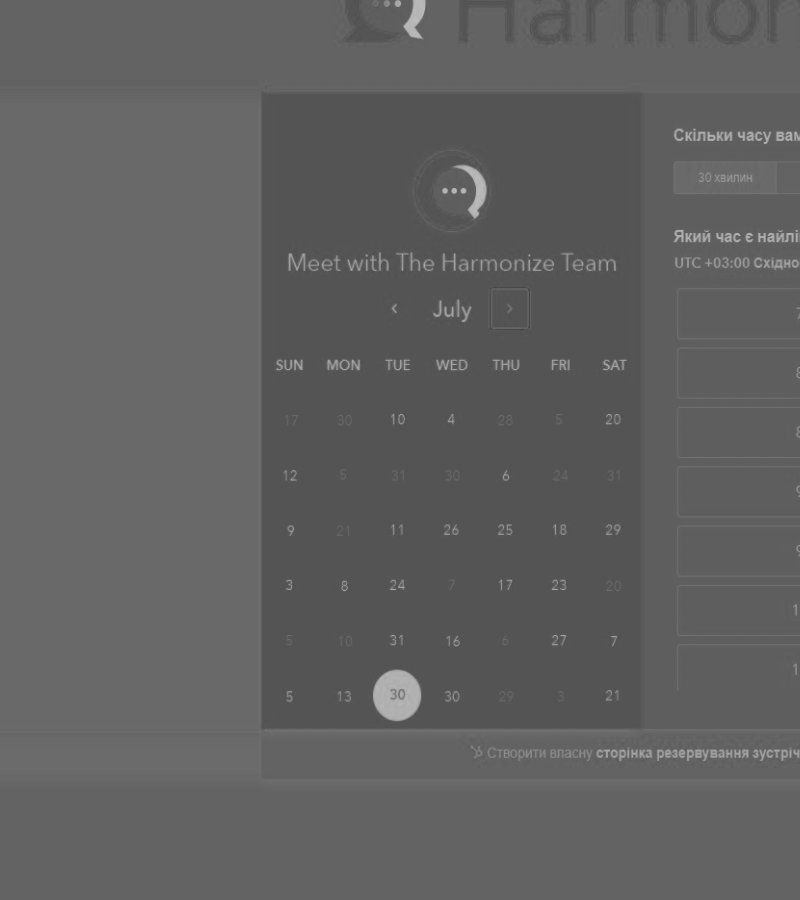 Harmon
Скільки часу вам
30 хвилин
Який час є найлі
UTC +03:00 Східно
Meet with The Harmonize Team
July
SUN MON TUE WED THU FRI SAT
17 30 10 4 28 5 20
12 5 31 30 6 24 31
9 21 11 26 25 18 29
3 8 24 7 17 23 20
5 10 31 16 6 27 7
5 13 30 30 29 3 21
7
8
8
9
9
1
1
Створити власну сторінка резервування зустріч